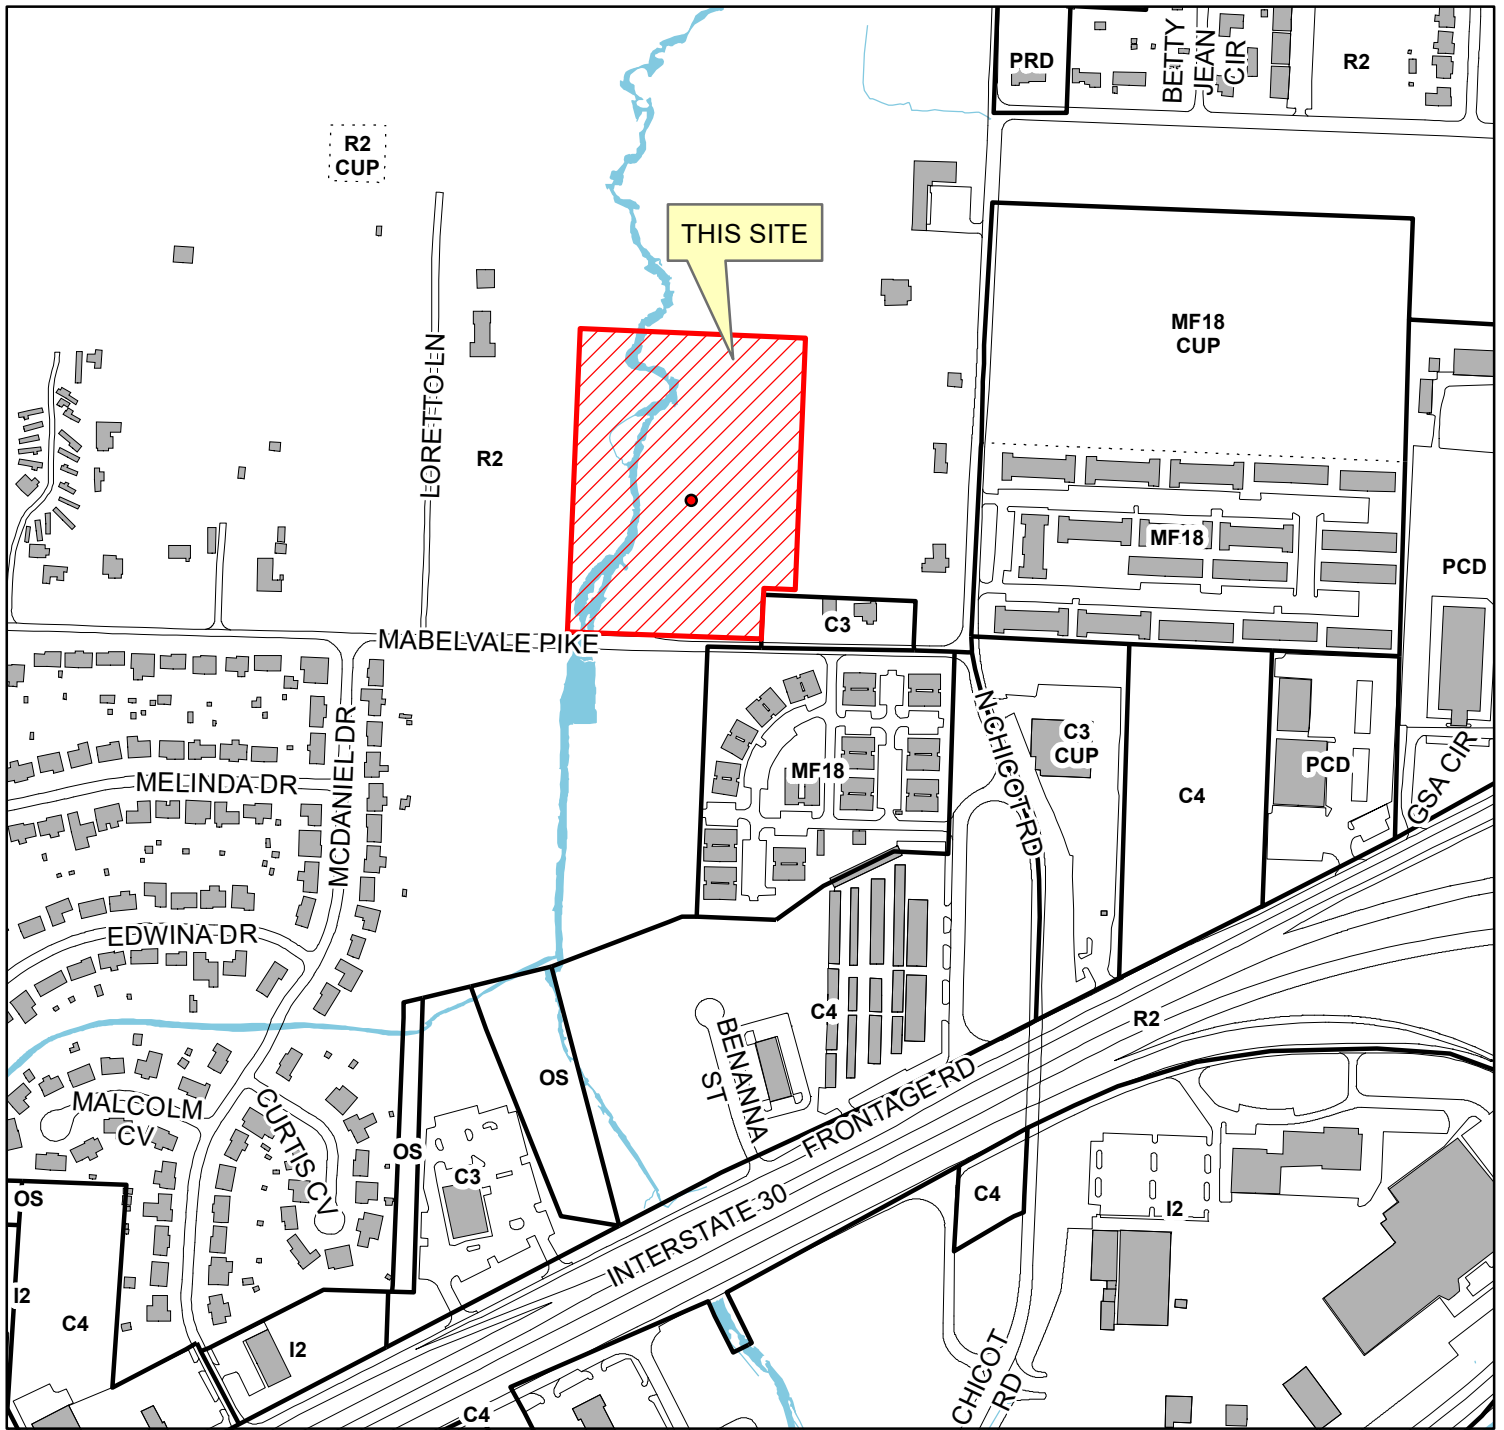 PRD
BETTY
JEAN
CIR
R2
R2
CUP
THIS SITE
MF18
CUP
LORETTO LN
R2
MF18
PCD
C3
MABELVALE PIKE
N CHICOT RD
C3
CUP
MCDANIEL DR
MELINDA DR
MF18
PCD
C4
GSA CIR
EDWINA DR
C4
R2
BENANNA
ST
OS
FRONTAGE RD
MALCOLM
CV
CURTIS CV
OS
C3
OS
C4
I2
INTERSTATE 30
I2
C4
I2
CHICOT
RD
C4